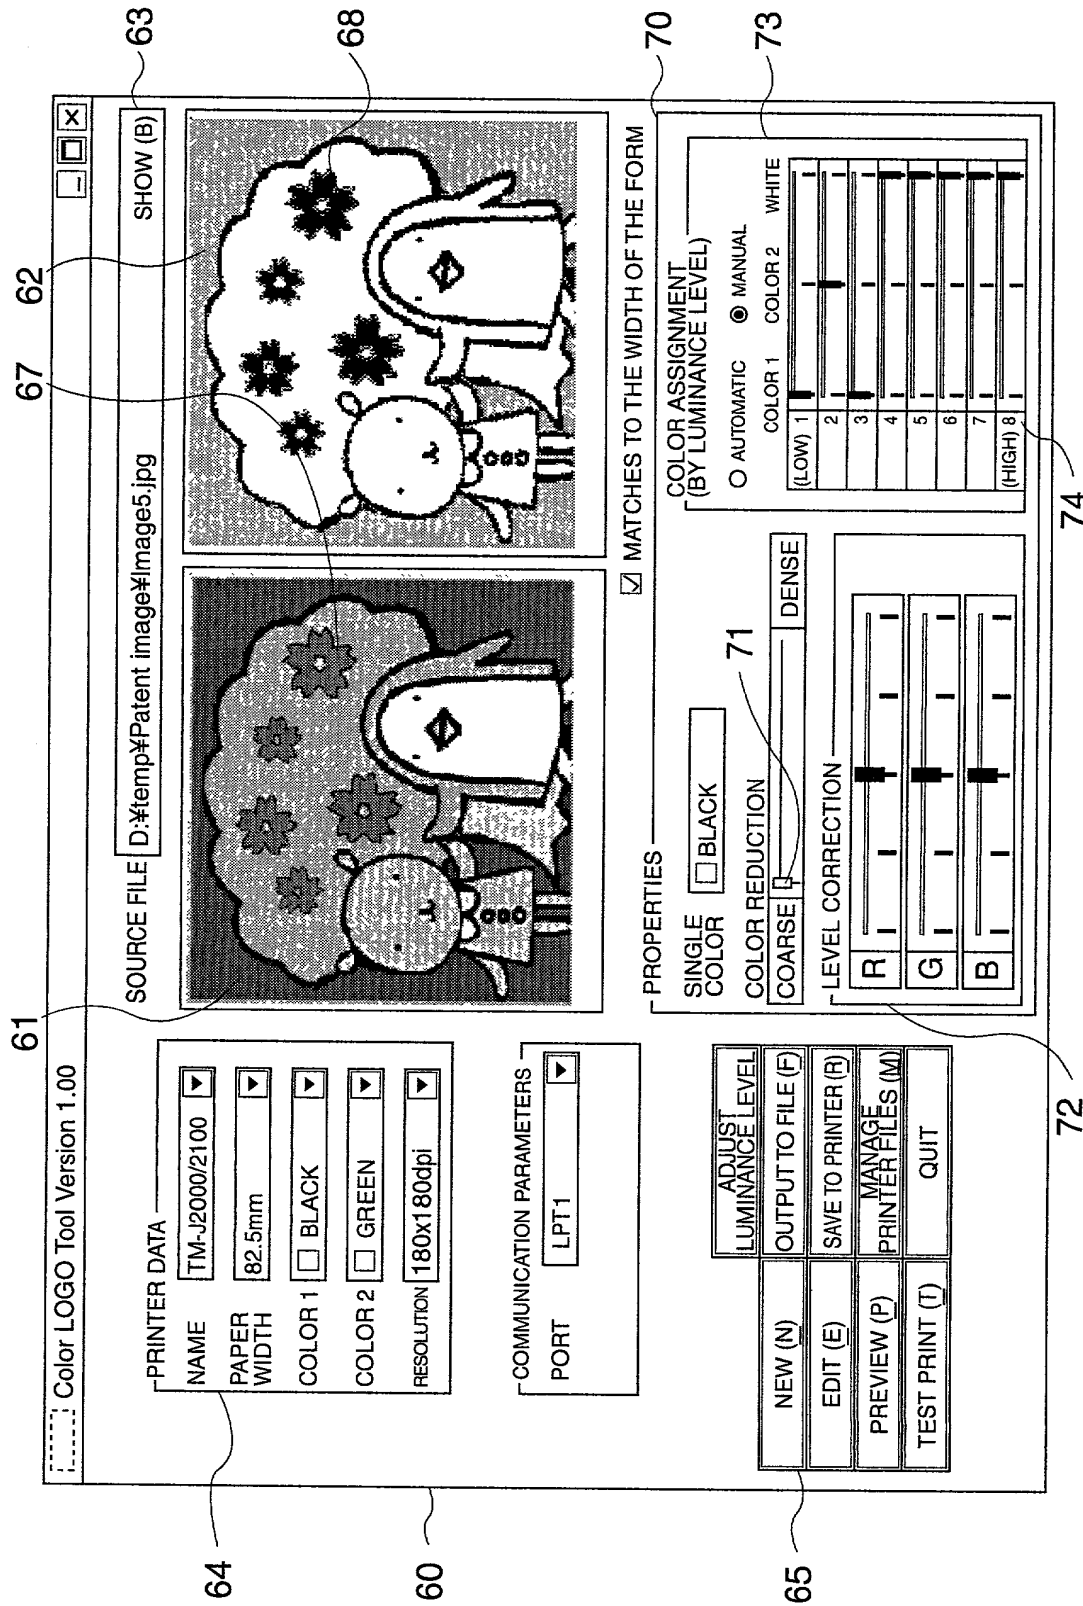 61
67
62
63
68
Color LOGO Tool Version 1.00
SOURCE FILE D:¥temp¥Patent image¥Image5.jpg SHOW (B)
PRINTER DATA
NAME TM-J2000/2100
PAPER
WIDTH 82.5mm
COLOR 1 BLACK
COLOR 2 GREEN
RESOLUTION 180x180dpi
COMMUNICATION PARAMETERS
PORT LPT1
ADJUST
LUMINANCE LEVEL
NEW (N) OUTPUT TO FILE (F)
EDIT (E) SAVE TO PRINTER (R)
PREVIEW (P) MANAGE
PRINTER FILES (M)
TEST PRINT (T) QUIT
MATCHES TO THE WIDTH OF THE FORM
PROPERTIES
SINGLE
COLOR BLACK
COLOR REDUCTION
COARSE DENSE
LEVEL CORRECTION
R
G
B
COLOR ASSIGNMENT
(BY LUMINANCE LEVEL)
AUTOMATIC MANUAL
COLOR 1 COLOR 2 WHITE
(LOW) 1
2
3
4
5
6
7
(HIGH) 8
64
60
65
70
71
73
72
74